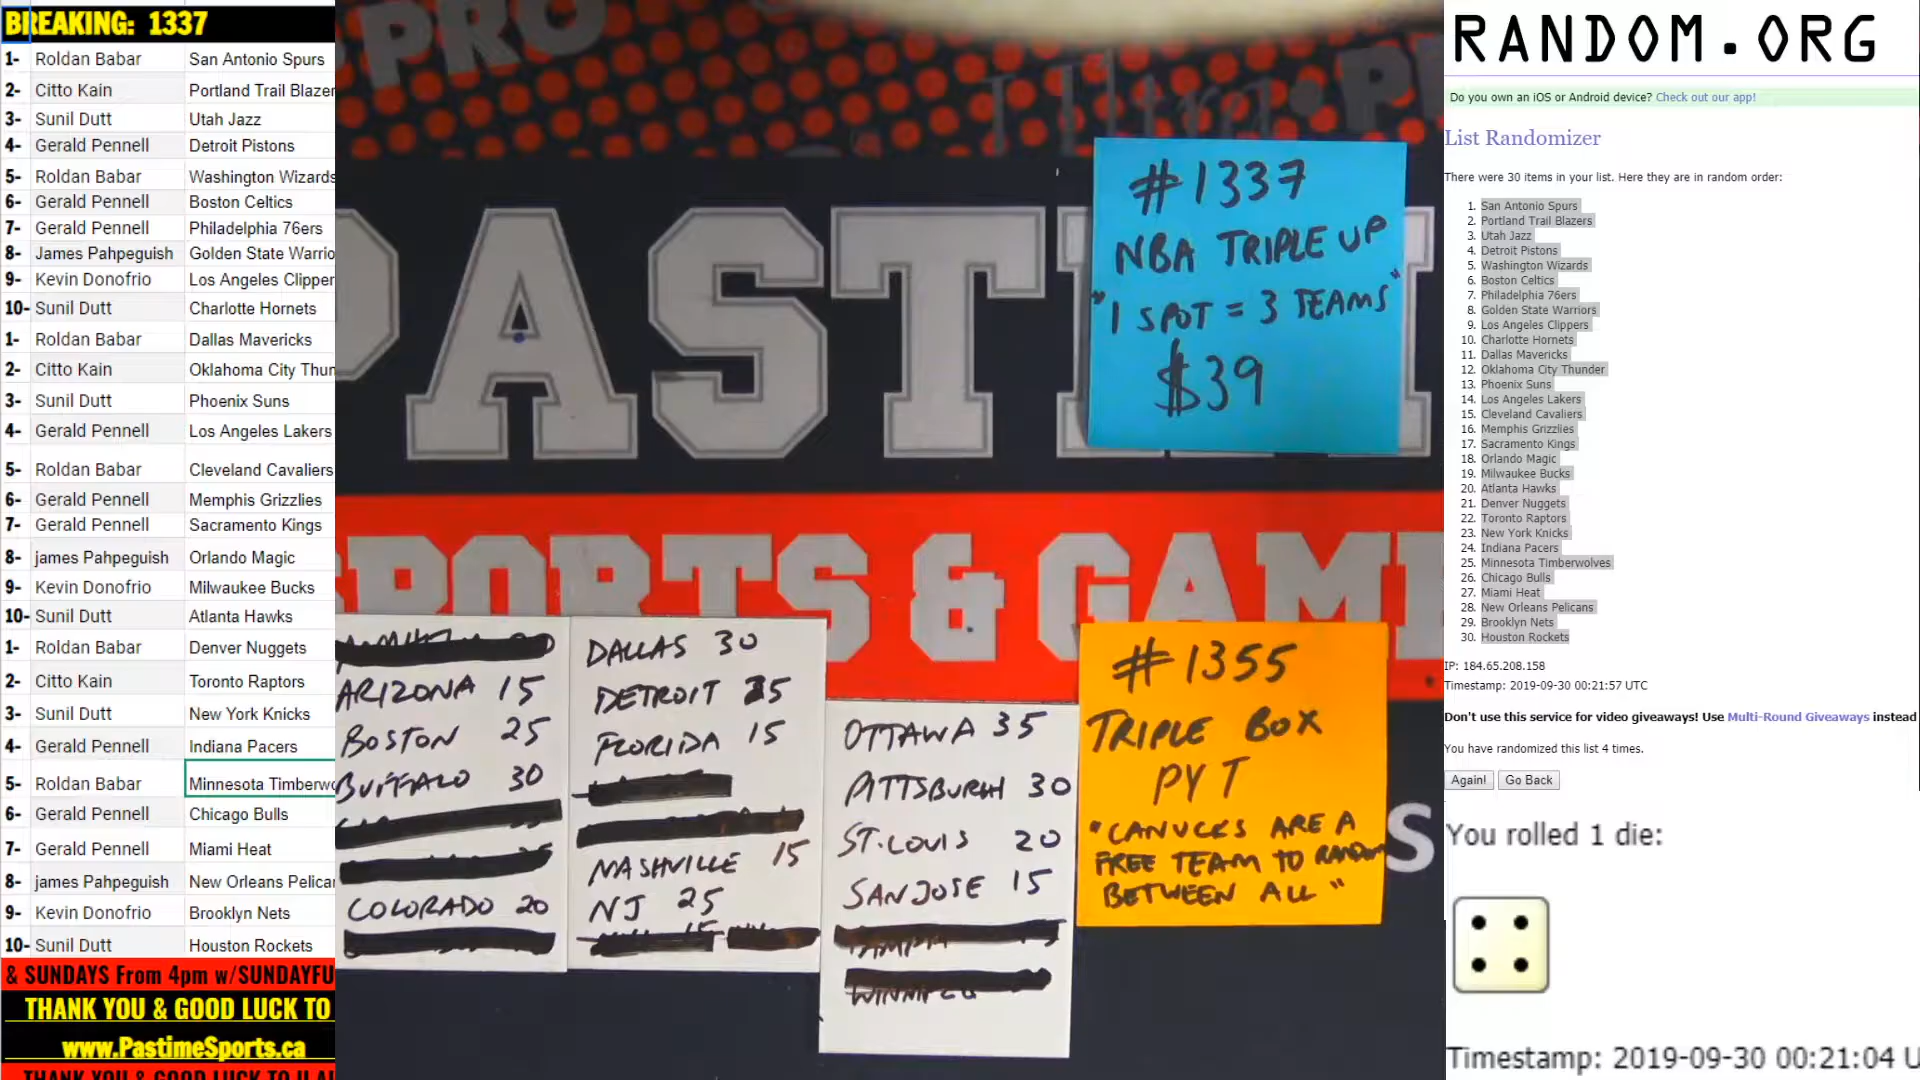 BREAKING: 1337
1- Roldan Babar San Antonio Spurs
2- Citto Kain Portland Trail Blazer
3- Sunil Dutt Utah Jazz
4- Gerald Pennell Detroit Pistons
5- Roldan Babar Washington Wizards
6- Gerald Pennell Boston Celtics
7- Gerald Pennell Philadelphia 76ers
8- James Pahpeguish Golden State Warrio
9- Kevin Donofrio Los Angeles Clipper
10- Sunil Dutt Charlotte Hornets
1- Roldan Babar Dallas Mavericks
2- Citto Kain Oklahoma City Thun
3- Sunil Dutt Phoenix Suns
4- Gerald Pennell Los Angeles Lakers
5- Roldan Babar Cleveland Cavaliers
6- Gerald Pennell Memphis Grizzlies
7- Gerald Pennell Sacramento Kings
8- james Pahpeguish Orlando Magic
9- Kevin Donofrio Milwaukee Bucks
10- Sunil Dutt Atlanta Hawks
1- Roldan Babar Denver Nuggets
2- Citto Kain Toronto Raptors
3- Sunil Dutt New York Knicks
4- Gerald Pennell Indiana Pacers
5- Roldan Babar Minnesota Timberwo
6- Gerald Pennell Chicago Bulls
7- Gerald Pennell Miami Heat
8- james Pahpeguish New Orleans Pelica
9- Kevin Donofrio Brooklyn Nets
10- Sunil Dutt Houston Rockets
& SUNDAYS From 4pm w/SUNDAYFU
THANK YOU & GOOD LUCK TO
www.PastimeSports.ca
THANK YOU & GOOD LUCK TO
PRO
Ultra PRO
PASTI
SPORTS & GAM
S
#1337
NBA TRIPLE UP
"1 SPOT = 3 TEAMS"
$39
ARIZONA 15
BOSTON 25
BUFFALO 30
COLORADO 20
DALLAS 30
DETROIT 25
FLORIDA 15
NASHVILLE 15
NJ 25
OTTAWA 35
PITTSBURGH 30
ST. LOUIS 20
SAN JOSE 15
#1355
TRIPLE BOX
PYT
"CANUCKS ARE A
FREE TEAM TO RANDOM
BETWEEN ALL"
RANDOM.ORG
Do you own an iOS or Android device? Check out our app!
List Randomizer
There were 30 items in your list. Here they are in random order:
1. San Antonio Spurs
2. Portland Trail Blazers
3. Utah Jazz
4. Detroit Pistons
5. Washington Wizards
6. Boston Celtics
7. Philadelphia 76ers
8. Golden State Warriors
9. Los Angeles Clippers
10. Charlotte Hornets
11. Dallas Mavericks
12. Oklahoma City Thunder
13. Phoenix Suns
14. Los Angeles Lakers
15. Cleveland Cavaliers
16. Memphis Grizzlies
17. Sacramento Kings
18. Orlando Magic
19. Milwaukee Bucks
20. Atlanta Hawks
21. Denver Nuggets
22. Toronto Raptors
23. New York Knicks
24. Indiana Pacers
25. Minnesota Timberwolves
26. Chicago Bulls
27. Miami Heat
28. New Orleans Pelicans
29. Brooklyn Nets
30. Houston Rockets
IP: 184.65.208.158
Timestamp: 2019-09-30 00:21:57 UTC
Don't use this service for video giveaways! Use Multi-Round Giveaways instead
You have randomized this list 4 times.
Again! Go Back
You rolled 1 die:
Timestamp: 2019-09-30 00:21:04 U